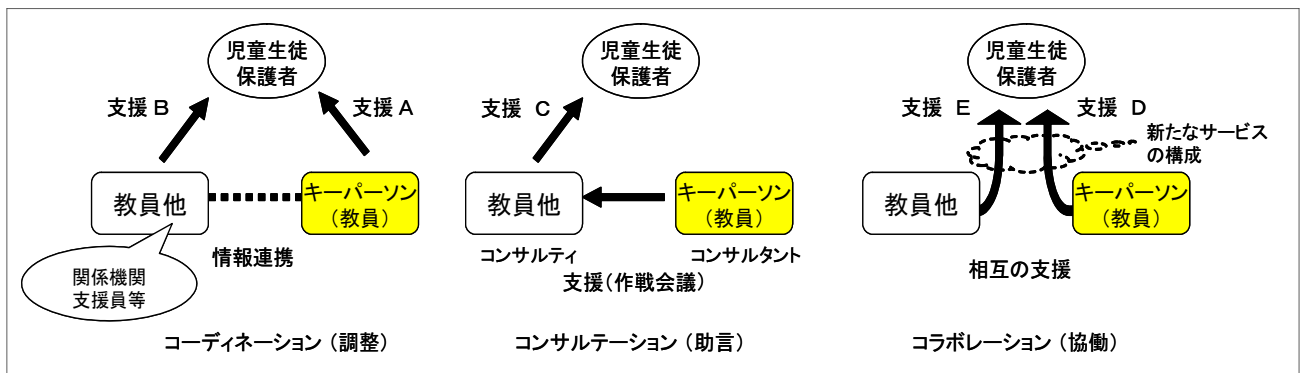 児童生徒
保護者
支援 B
支援 A
教員他
キーパーソン
（教員）
情報連携
関係機関
支援員等
コーディネーション（調整）
児童生徒
保護者
支援 C
教員他
キーパーソン
（教員）
コンサルティ
コンサルタント
支援（作戦会議）
コンサルテーション（助言）
児童生徒
保護者
支援 E
支援 D
新たなサービス
の構成
教員他
キーパーソン
（教員）
相互の支援
コラボレーション（協働）